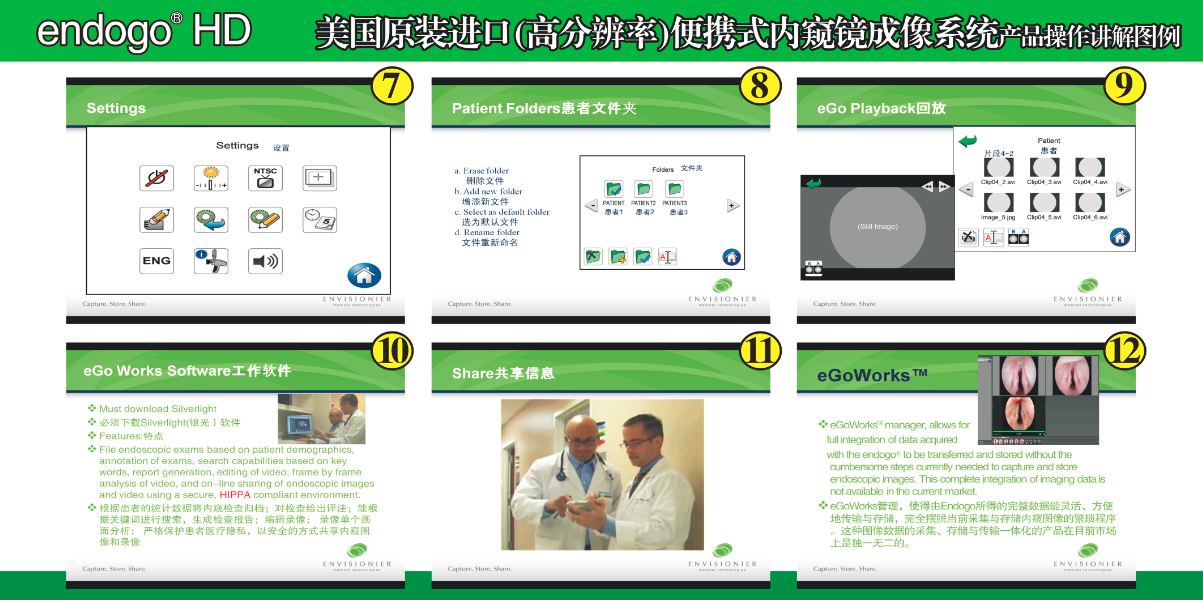 endogo® HD
美国原装进口(高分辨率)便携式内窥镜成像系统产品操作讲解图例
7
Settings
Settings 设置
NTSC
- +
5
ENG
i
Capture. Store. Share.
ENVISIONIER
medical technologies
8
Patient Folders患者文件夹
a. Erase folder
删除文件
b. Add new folder
增添新文件
c. Select as default folder
选为默认文件
d. Rename folder
文件重新命名
Folders 文件夹
- +
PATIENT PATIENT2 PATIENT3
患者1 患者2 患者3
A
Capture. Store. Share.
ENVISIONIER
medical technologies
9
eGo Playback回放
(Still Image)
B A
Patient
患者
片段4-2
Clip04_2.avi Clip04_3.avi Clip04_4.avi
- +
image_5.jpg Clip04_5.avi Clip04_6.avi
A B A
Capture. Store. Share.
ENVISIONIER
medical technologies
10
eGo Works Software工作软件
❖ Must download Silverlight
❖ 必须下载Silverlight(银光）软件
❖ Features:特点
❖ File endoscopic exams based on patient demographics,
annotation of exams, search capabilities based on key
words, report generation, editing of video, frame by frame
analysis of video, and on-line sharing of endoscopic images
and video using a secure, HIPPA compliant environment.
❖ 根据患者的统计数据将内窥检查归档；对检查给出评注；能根
据关键词进行搜索，生成检查报告；编辑录像； 录像单个画
面分析； 严格保护患者医疗隐私，以安全的方式共享内窥图
像和录像
Capture. Store. Share.
ENVISIONIER
medical technologies
11
Share共享信息
Capture. Store. Share.
ENVISIONIER
medical technologies
12
eGoWorks™
❖ eGoWorks™ manager, allows for
full integration of data acquired
with the endogo® to be transferred and stored without the
cumbersome steps currently needed to capture and store
endoscopic images. This complete integration of imaging data is
not available in the current market.
❖ eGoWorks管理，使得由Endogo所得的完整数据能灵活、方便
地传输与存储，完全摆脱当前采集与存储内窥图像的繁琐程序
。这种图像数据的采集、存储与传输一体化的产品在目前市场
上是独一无二的。
Capture. Store. Share.
ENVISIONIER
medical technologies